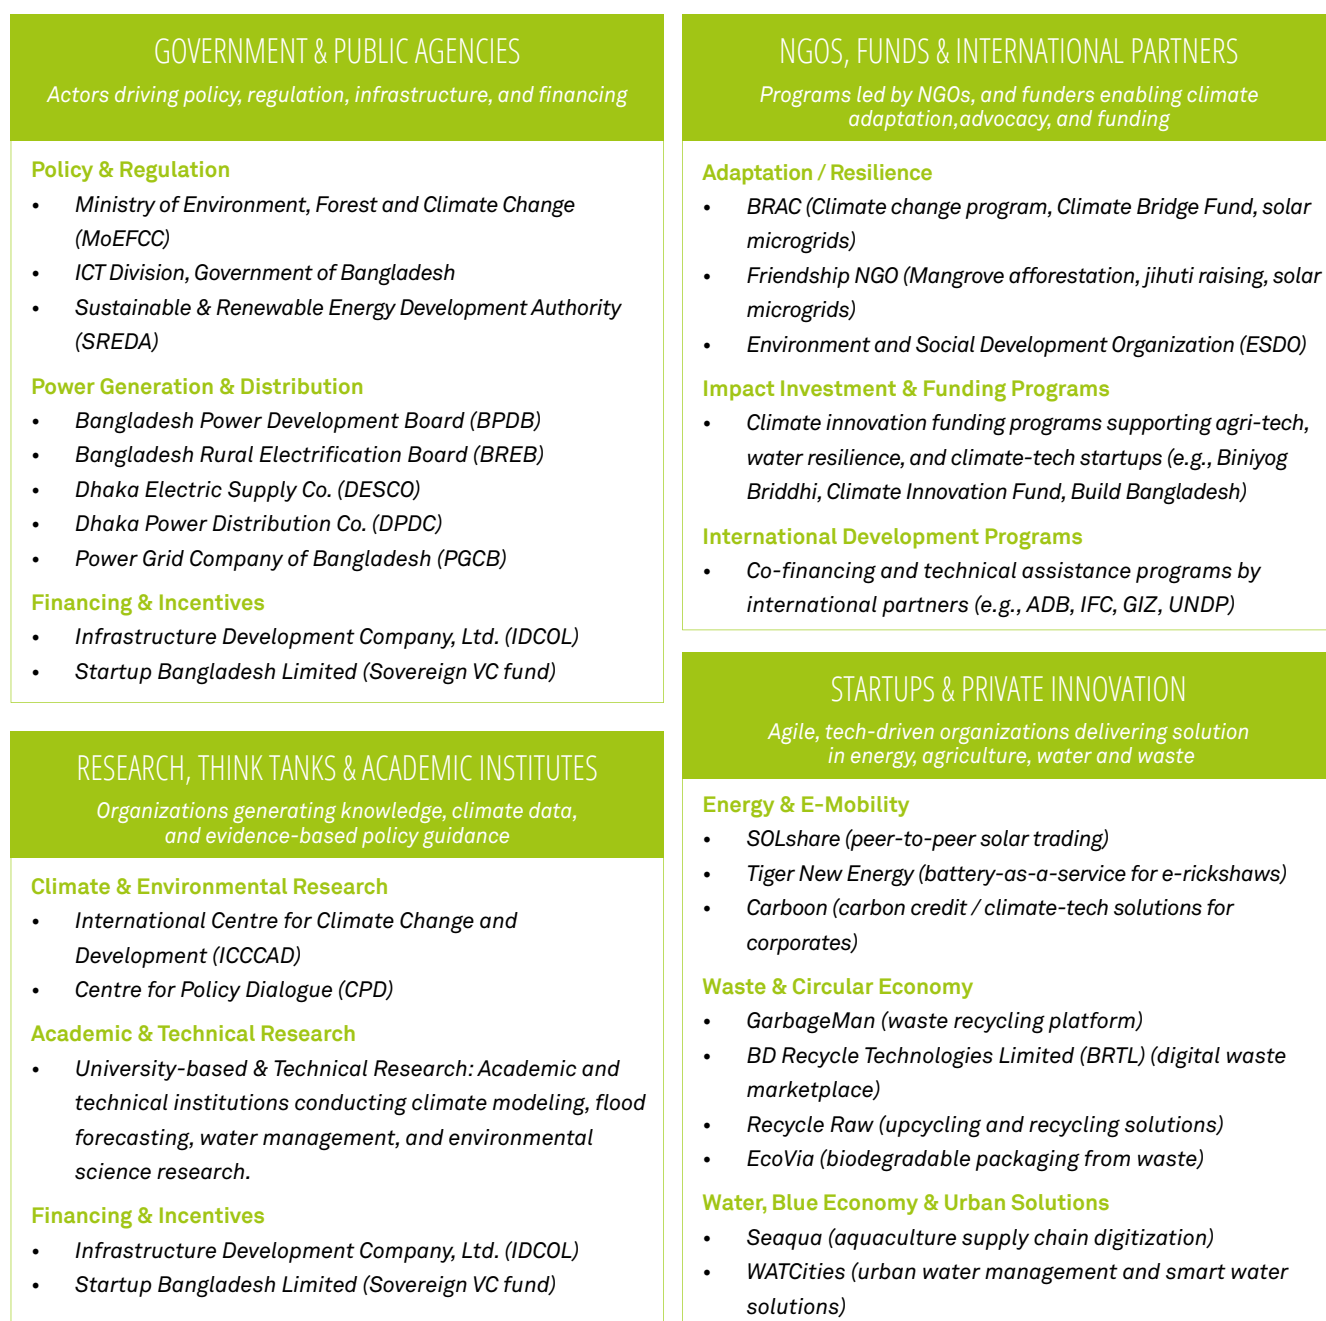 GOVERNMENT & PUBLIC AGENCIES
Actors driving policy, regulation, infrastructure, and financing
Policy & Regulation
• Ministry of Environment, Forest and Climate Change
(MoEFCC)
• ICT Division, Government of Bangladesh
• Sustainable & Renewable Energy Development Authority
(SREDA)
Power Generation & Distribution
• Bangladesh Power Development Board (BPDB)
• Bangladesh Rural Electrification Board (BREB)
• Dhaka Electric Supply Co. (DESCO)
• Dhaka Power Distribution Co. (DPDC)
• Power Grid Company of Bangladesh (PGCB)
Financing & Incentives
• Infrastructure Development Company, Ltd. (IDCOL)
• Startup Bangladesh Limited (Sovereign VC fund)
RESEARCH, THINK TANKS & ACADEMIC INSTITUTES
Organizations generating knowledge, climate data,
and evidence-based policy guidance
Climate & Environmental Research
• International Centre for Climate Change and
Development (ICCCAD)
• Centre for Policy Dialogue (CPD)
Academic & Technical Research
• University-based & Technical Research: Academic and
technical institutions conducting climate modeling, flood
forecasting, water management, and environmental
science research.
Financing & Incentives
• Infrastructure Development Company, Ltd. (IDCOL)
• Startup Bangladesh Limited (Sovereign VC fund)
NGOS, FUNDS & INTERNATIONAL PARTNERS
Programs led by NGOs, and funders enabling climate
adaptation,advocacy, and funding
Adaptation / Resilience
• BRAC (Climate change program, Climate Bridge Fund, solar
microgrids)
• Friendship NGO (Mangrove afforestation, jihuti raising, solar
microgrids)
• Environment and Social Development Organization (ESDO)
Impact Investment & Funding Programs
• Climate innovation funding programs supporting agri-tech,
water resilience, and climate-tech startups (e.g., Biniyog
Briddhi, Climate Innovation Fund, Build Bangladesh)
International Development Programs
• Co-financing and technical assistance programs by
international partners (e.g., ADB, IFC, GIZ, UNDP)
STARTUPS & PRIVATE INNOVATION
Agile, tech-driven organizations delivering solution
in energy, agriculture, water and waste
Energy & E-Mobility
• SOLshare (peer-to-peer solar trading)
• Tiger New Energy (battery-as-a-service for e-rickshaws)
• Carboon (carbon credit / climate-tech solutions for
corporates)
Waste & Circular Economy
• GarbageMan (waste recycling platform)
• BD Recycle Technologies Limited (BRTL) (digital waste
marketplace)
• Recycle Raw (upcycling and recycling solutions)
• EcoVia (biodegradable packaging from waste)
Water, Blue Economy & Urban Solutions
• Seaqua (aquaculture supply chain digitization)
• WATCities (urban water management and smart water
solutions)